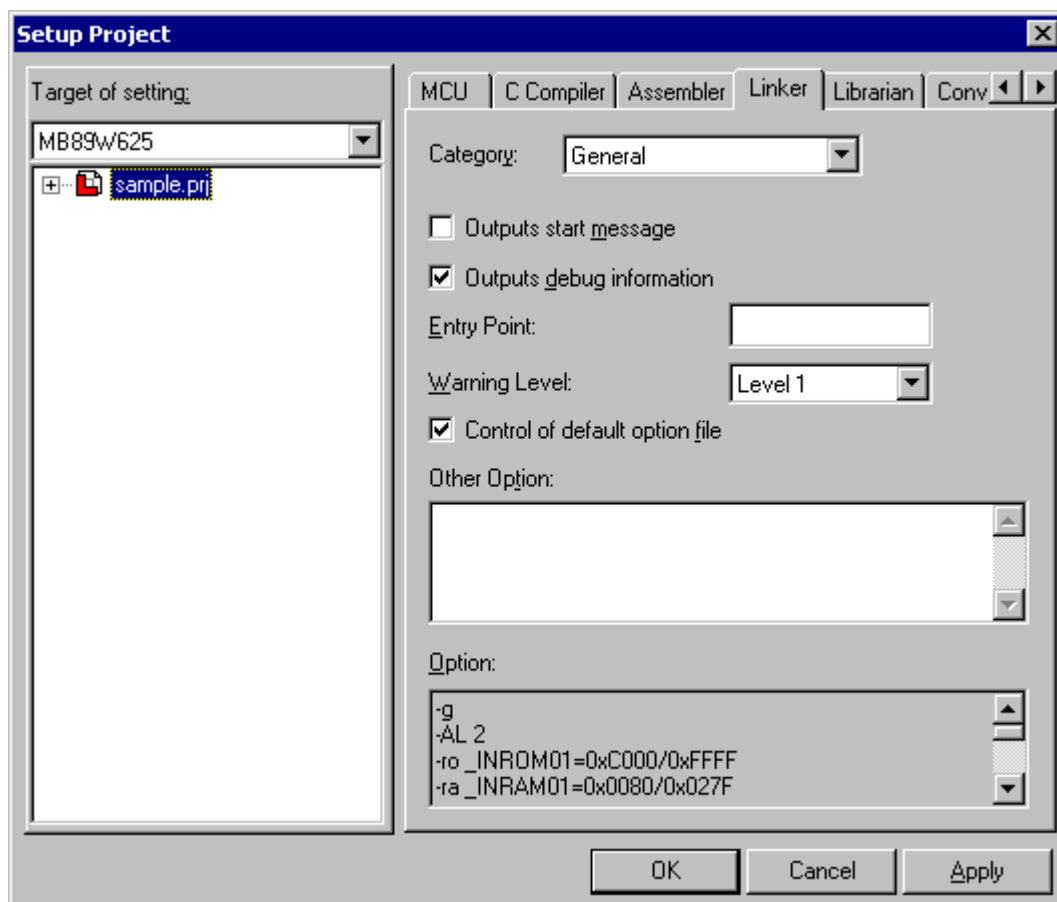 Setup Project
Target of setting:
MB89W625
sample.prj
MCU
C Compiler
Assembler
Linker
Librarian
Conv
Category:
General
Outputs start message
Outputs debug information
Entry Point:
Warning Level:
Level 1
Control of default option file
Other Option:
Option:
-g
-AL 2
-ro _INROM01=0xC000/0xFFFF
-ra _INRAM01=0x0080/0x027F
OK
Cancel
Apply